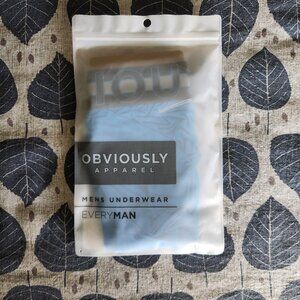 OBVIOUSLY
APPAREL
MENS UNDERWEAR
EVERYMAN